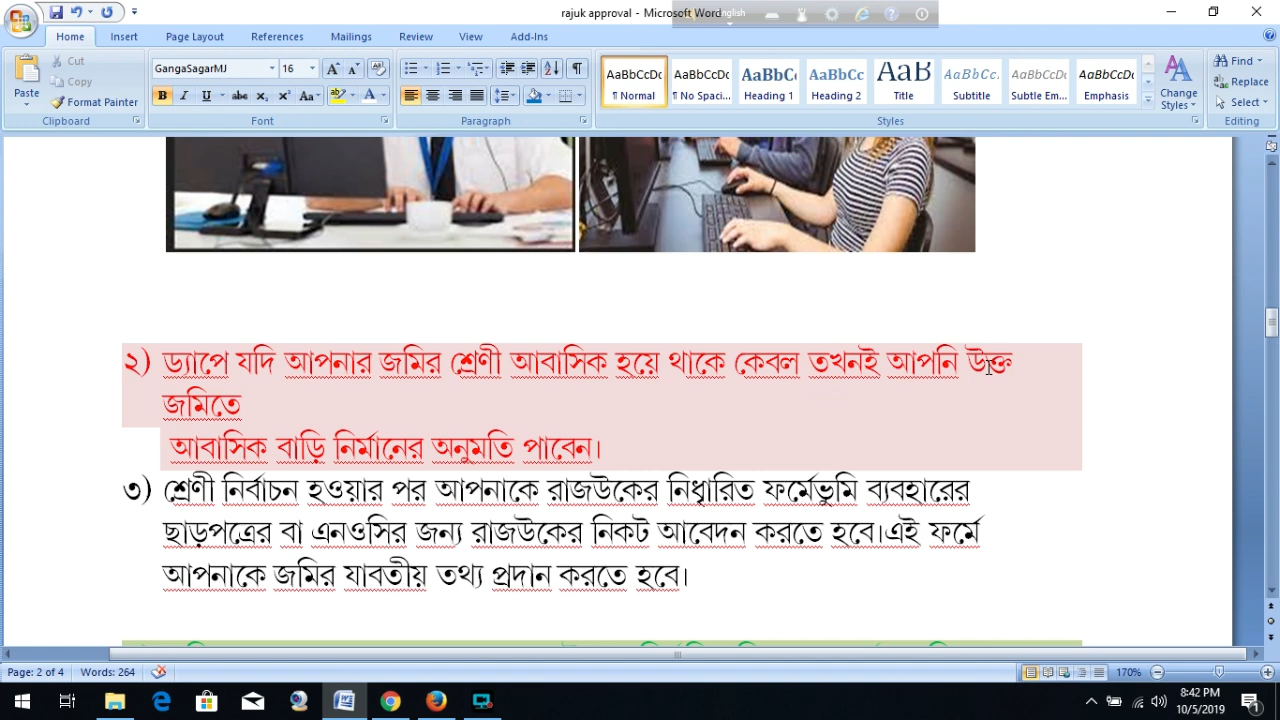 rajuk approval - Microsoft Word
English
Home Insert Page Layout References Mailings Review View Add-Ins
Cut
Copy
Format Painter
Paste
Clipboard
GangaSagarMJ 16
B I U abc
Font
Paragraph
AaBbCcDc AaBbCcDc AaBbCc AaBbCc AaB AaBbCc. AaBbCcDc AaBbCcDc
¶ Normal ¶ No Spaci... Heading 1 Heading 2 Title Subtitle Subtle Em... Emphasis
Change Styles
Styles
Find
Replace
Select
Editing
২) ড্যাপে যদি আপনার জমির শ্রেণী আবাসিক হয়ে থাকে কেবল তখনই আপনি উক্ত
জমিতে
আবাসিক বাড়ি নির্মানের অনুমতি পাবেন।
৩) শ্রেণী নির্বাচন হওয়ার পর আপনাকে রাজউকের নিধ্বারিত ফর্মেভুমি ব্যবহারের
ছাড়পত্রের বা এনওসির জন্য রাজউকের নিকট আবেদন করতে হবে।এই ফর্মে
আপনাকে জমির যাবতীয় তথ্য প্রদান করতে হবে।
Page: 2 of 4 Words: 264 170%
8:42 PM
10/5/2019